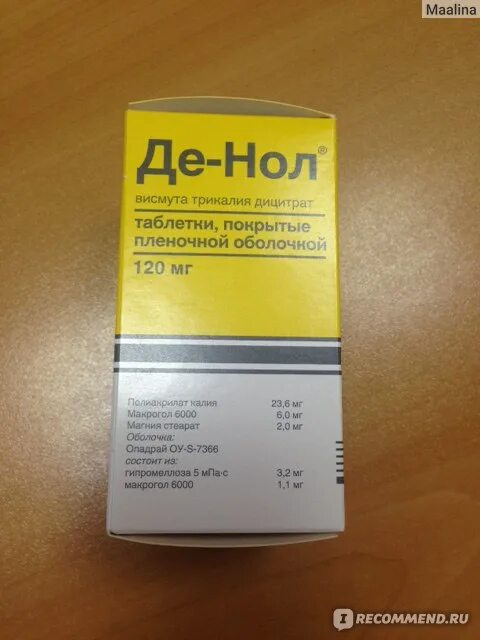 Maalina
Де-Нол®
висмута трикалия дицитрат
таблетки, покрытые
пленочной оболочкой
120 мг
Полиакрилат калия 23,6 мг
Макрогол 6000 6,0 мг
Магния стеарат 2,0 мг
Оболочка:
Опадрай OY-S-7366
состоит из:
гипромеллоза 5 мПа·с 3,2 мг
макрогол 6000 1,1 мг
IRECOMMEND.RU